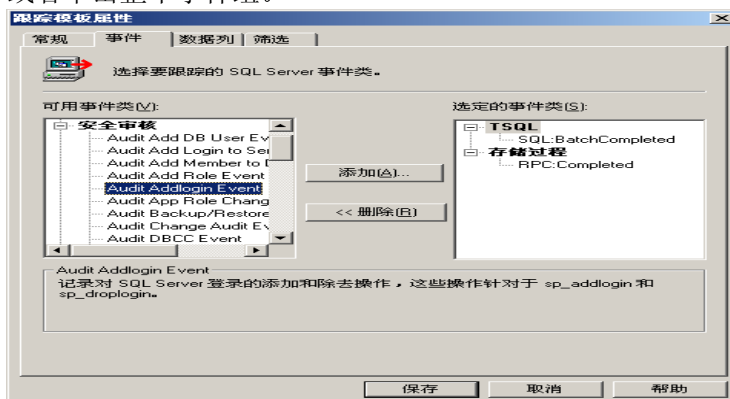 跟踪模板属性
常规 事件 数据列 筛选
选择要跟踪的 SQL Server 事件类。
可用事件类(V): 选定的事件类(S):
安全审核
Audit Add DB User Ev
Audit Add Login to Ser
Audit Add Member to D
Audit Add Role Event
Audit Addlogin Event
Audit App Role Chang
Audit Backup/Restore
Audit Change Audit Ev
Audit DBCC Event
添加(A)...
<< 删除(R)
TSQL
SQL:BatchCompleted
存储过程
RPC:Completed
Audit Addlogin Event
记录对 SQL Server 登录的添加和除去操作，这些操作针对于 sp_addlogin 和
sp_droplogin。
保存 取消 帮助